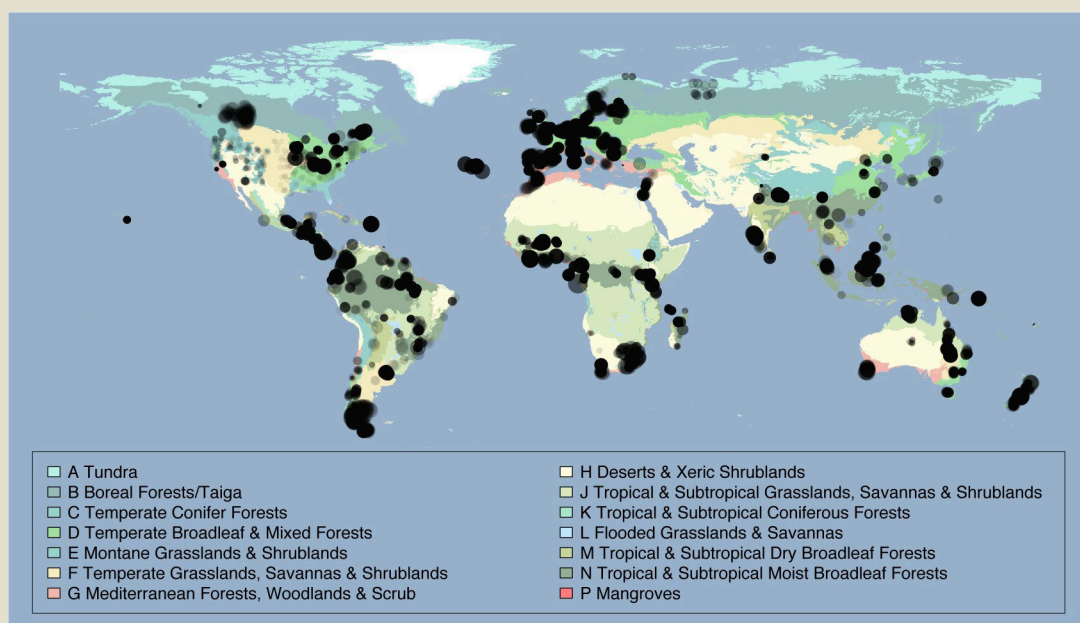 A Tundra
B Boreal Forests/Taiga
C Temperate Conifer Forests
D Temperate Broadleaf & Mixed Forests
E Montane Grasslands & Shrublands
F Temperate Grasslands, Savannas & Shrublands
G Mediterranean Forests, Woodlands & Scrub
H Deserts & Xeric Shrublands
J Tropical & Subtropical Grasslands, Savannas & Shrublands
K Tropical & Subtropical Coniferous Forests
L Flooded Grasslands & Savannas
M Tropical & Subtropical Dry Broadleaf Forests
N Tropical & Subtropical Moist Broadleaf Forests
P Mangroves